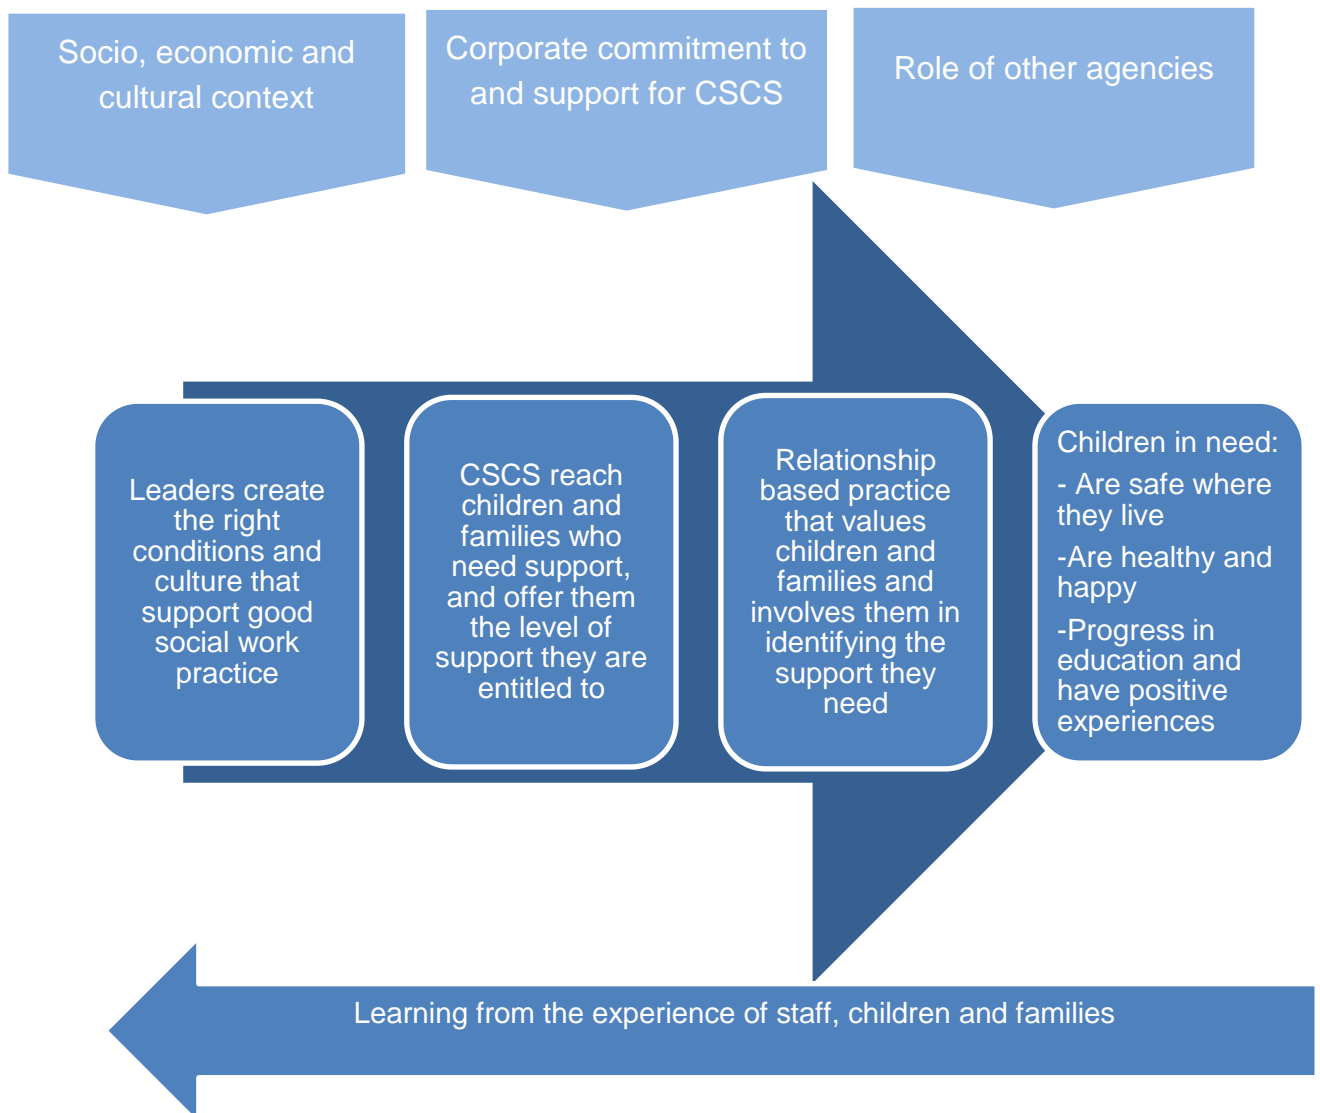 Socio, economic and
cultural context
Corporate commitment to
and support for CSCS
Role of other agencies
Leaders create
the right
conditions and
culture that
support good
social work
practice
CSCS reach
children and
families who
need support,
and offer them
the level of
support they are
entitled to
Relationship
based practice
that values
children and
families and
involves them in
identifying the
support they
need
Children in need:
- Are safe where
they live
-Are healthy and
happy
-Progress in
education and
have positive
experiences
Learning from the experience of staff, children and families